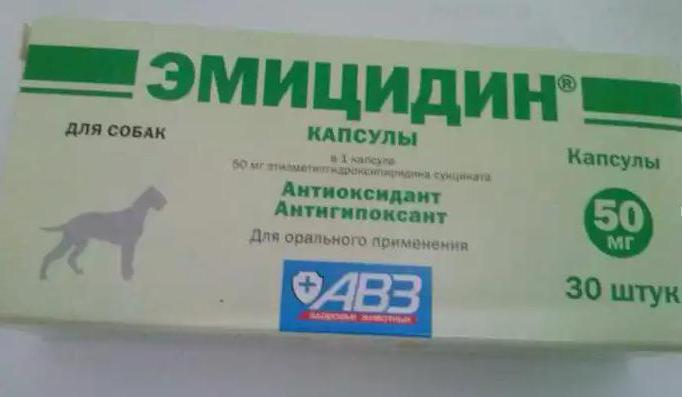 ЭМИЦИДИН®
ДЛЯ СОБАК
КАПСУЛЫ
в 1 капсуле
50 мг этилметилгидроксипиридина сукцината
Антиоксидант
Антигипоксант
Для орального применения
АВЗ
ЗДОРОВЬЕ ЖИВОТНЫХ
Капсулы
50
МГ
30 штук